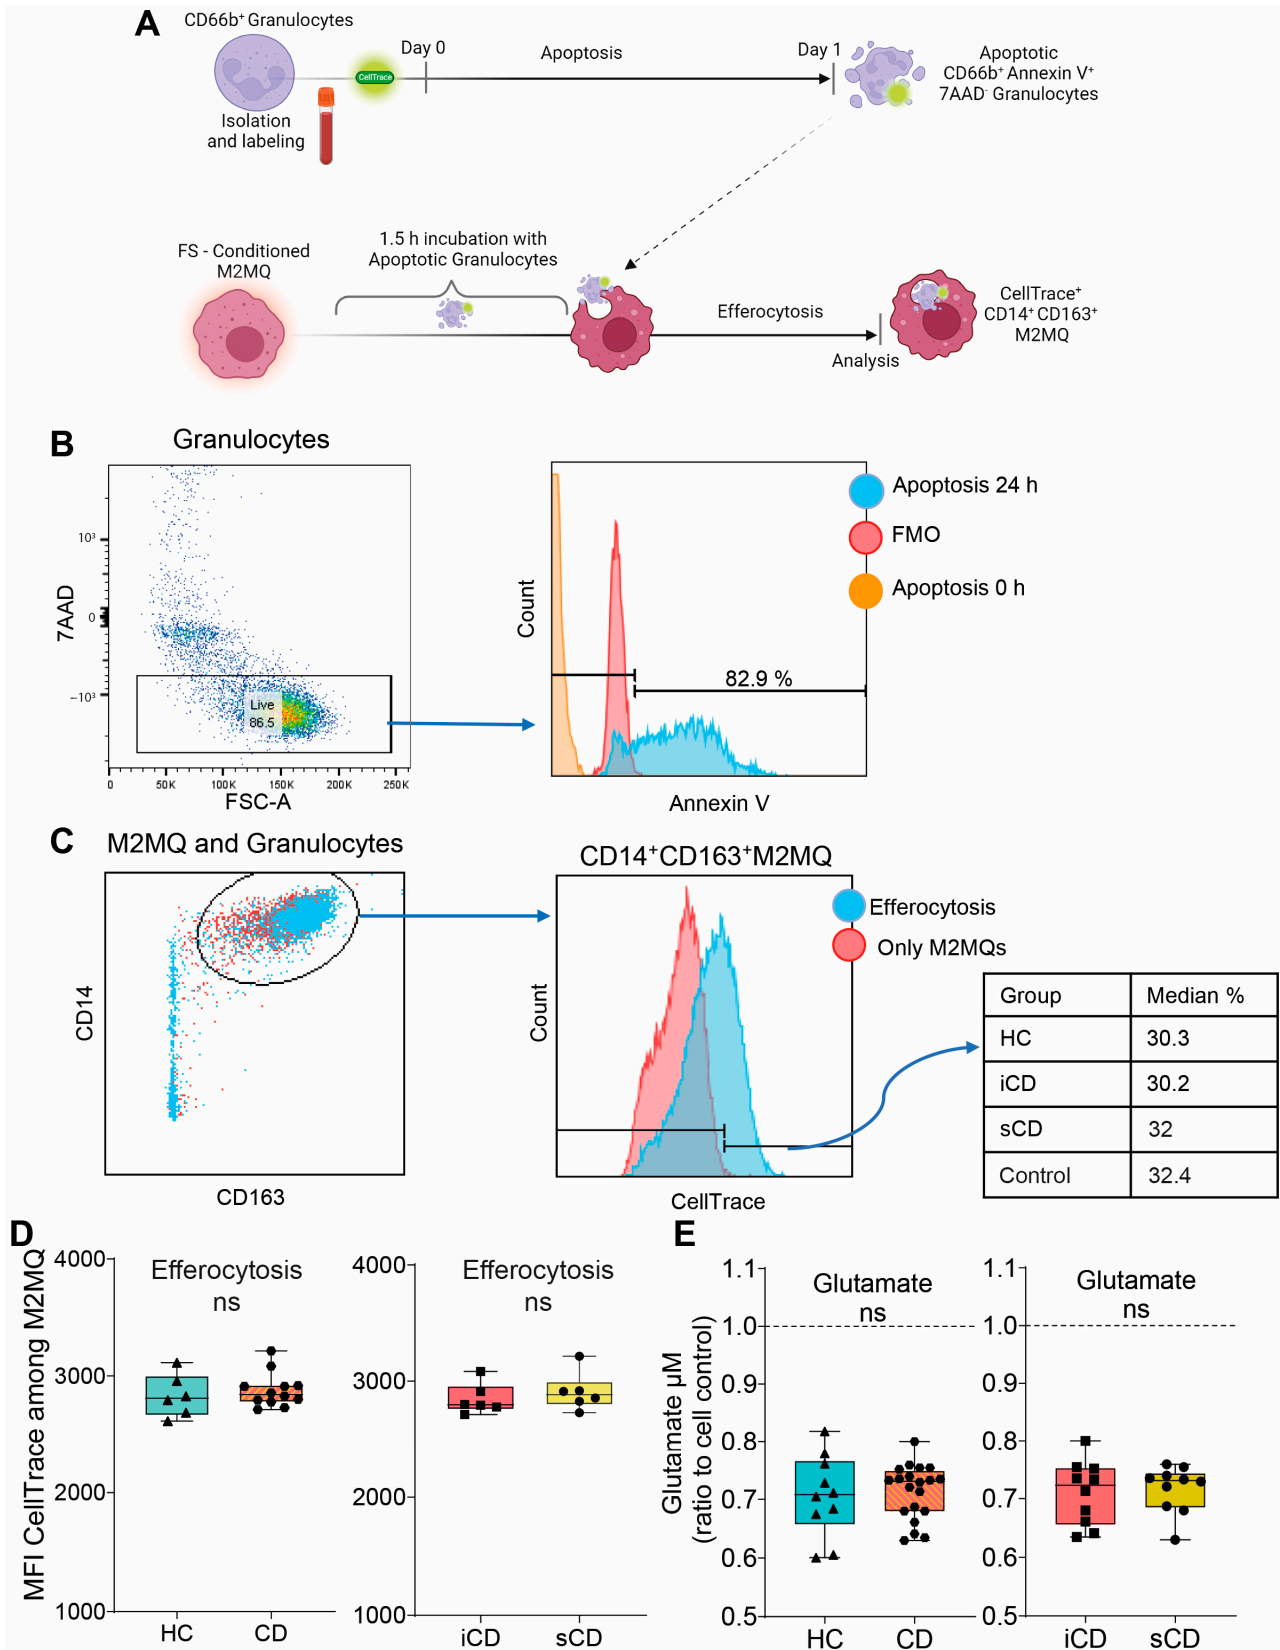 A
CD66b⁺ Granulocytes
CellTrace
Day 0
Apoptosis
Day 1
Apoptotic
CD66b⁺ Annexin V⁺
7AAD⁻ Granulocytes
Isolation
and labeling
FS - Conditioned
M2MQ
1.5 h incubation with
Apoptotic Granulocytes
Efferocytosis
Analysis
CellTrace⁺
CD14⁺ CD163⁺
M2MQ
B
Granulocytes
7AAD
10³
0
−10³
Live
86.5
0 50K 100K 150K 200K 250K
FSC-A
Count
82.9 %
Annexin V
Apoptosis 24 h
FMO
Apoptosis 0 h
C
M2MQ and Granulocytes
CD14
CD163
CD14⁺CD163⁺M2MQ
Count
CellTrace
Efferocytosis
Only M2MQs
Group Median %
HC 30.3
iCD 30.2
sCD 32
Control 32.4
D
MFI CellTrace among M2MQ
4000
3000
2000
1000
Efferocytosis
ns
HC CD
4000
3000
2000
1000
Efferocytosis
ns
iCD sCD
E
Glutamate µM
(ratio to cell control)
1.1
1.0
0.9
0.8
0.7
0.6
0.5
Glutamate
ns
HC CD
1.1
1.0
0.9
0.8
0.7
0.6
0.5
Glutamate
ns
iCD sCD